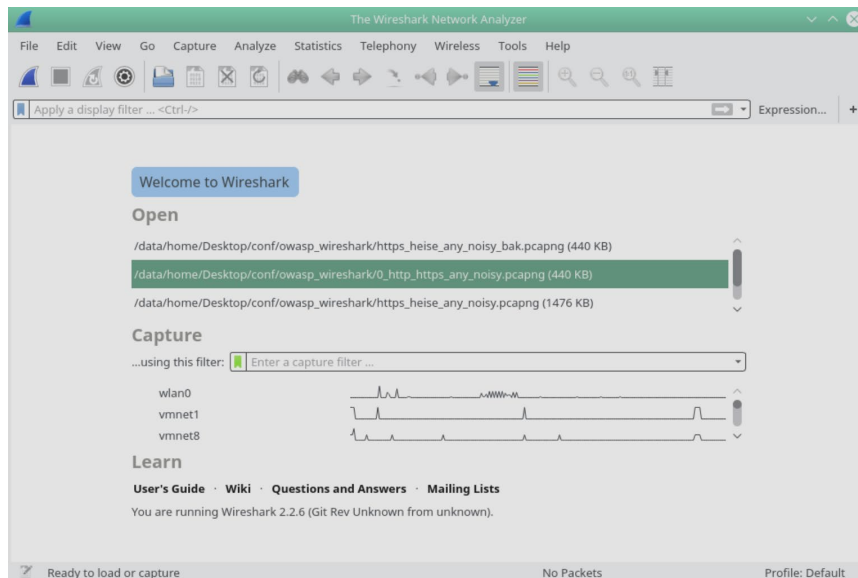 The Wireshark Network Analyzer
File Edit View Go Capture Analyze Statistics Telephony Wireless Tools Help
Apply a display filter ... <Ctrl-/> Expression... +
Welcome to Wireshark
Open
/data/home/Desktop/conf/owasp_wireshark/https_heise_any_noisy_bak.pcapng (440 KB)
/data/home/Desktop/conf/owasp_wireshark/0_http_https_any_noisy.pcapng (440 KB)
/data/home/Desktop/conf/owasp_wireshark/https_heise_any_noisy.pcapng (1476 KB)
Capture
...using this filter: Enter a capture filter ...
wlan0
vmnet1
vmnet8
Learn
User's Guide · Wiki · Questions and Answers · Mailing Lists
You are running Wireshark 2.2.6 (Git Rev Unknown from unknown).
Ready to load or capture No Packets Profile: Default